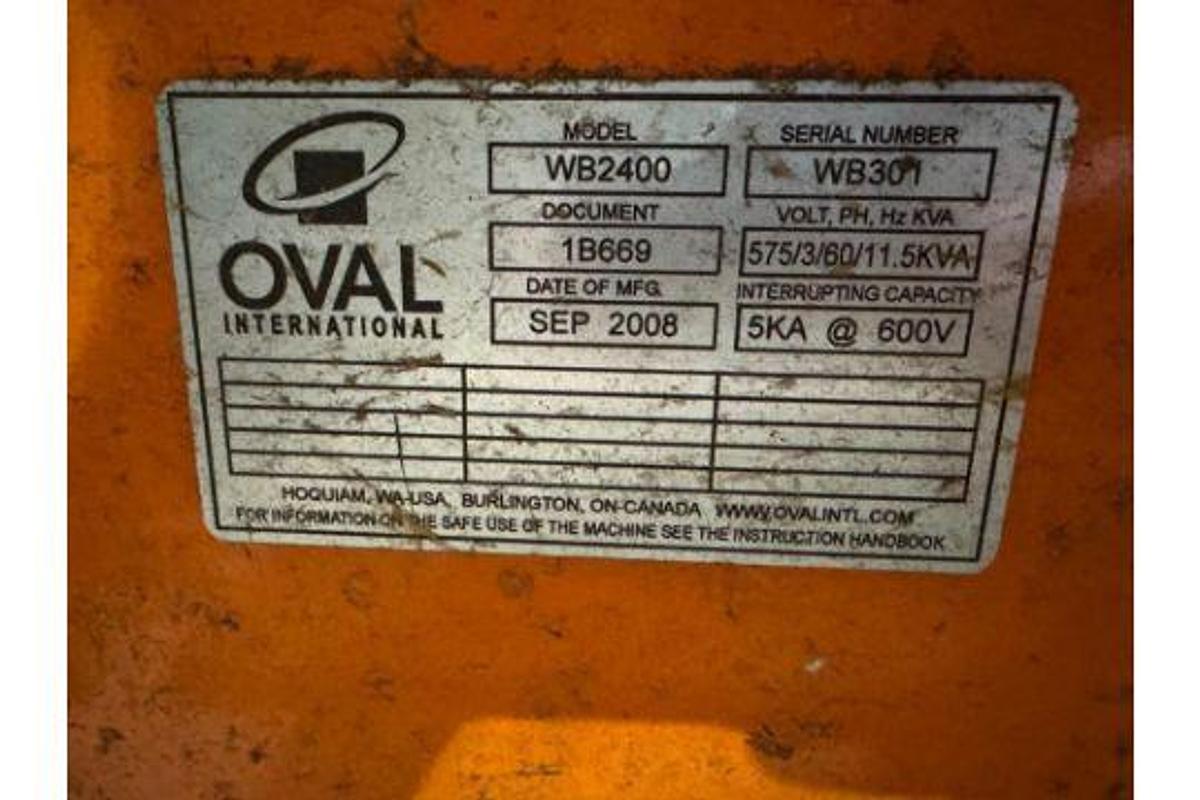 OVAL
INTERNATIONAL
MODEL
WB2400
SERIAL NUMBER
WB301
DOCUMENT
1B669
VOLT, PH, Hz KVA
575/3/60/11.5KVA
DATE OF MFG.
SEP 2008
INTERRUPTING CAPACITY
5KA @ 600V
HOQUIAM, WA-USA, BURLINGTON, ON-CANADA WWW.OVALINTL.COM
FOR INFORMATION ON THE SAFE USE OF THE MACHINE SEE THE INSTRUCTION HANDBOOK